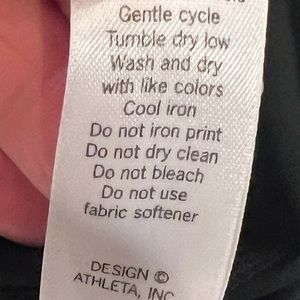 Gentle cycle
Tumble dry low
Wash and dry
with like colors
Cool iron
Do not iron print
Do not dry clean
Do not bleach
Do not use
fabric softener
DESIGN ©
ATHLETA, INC